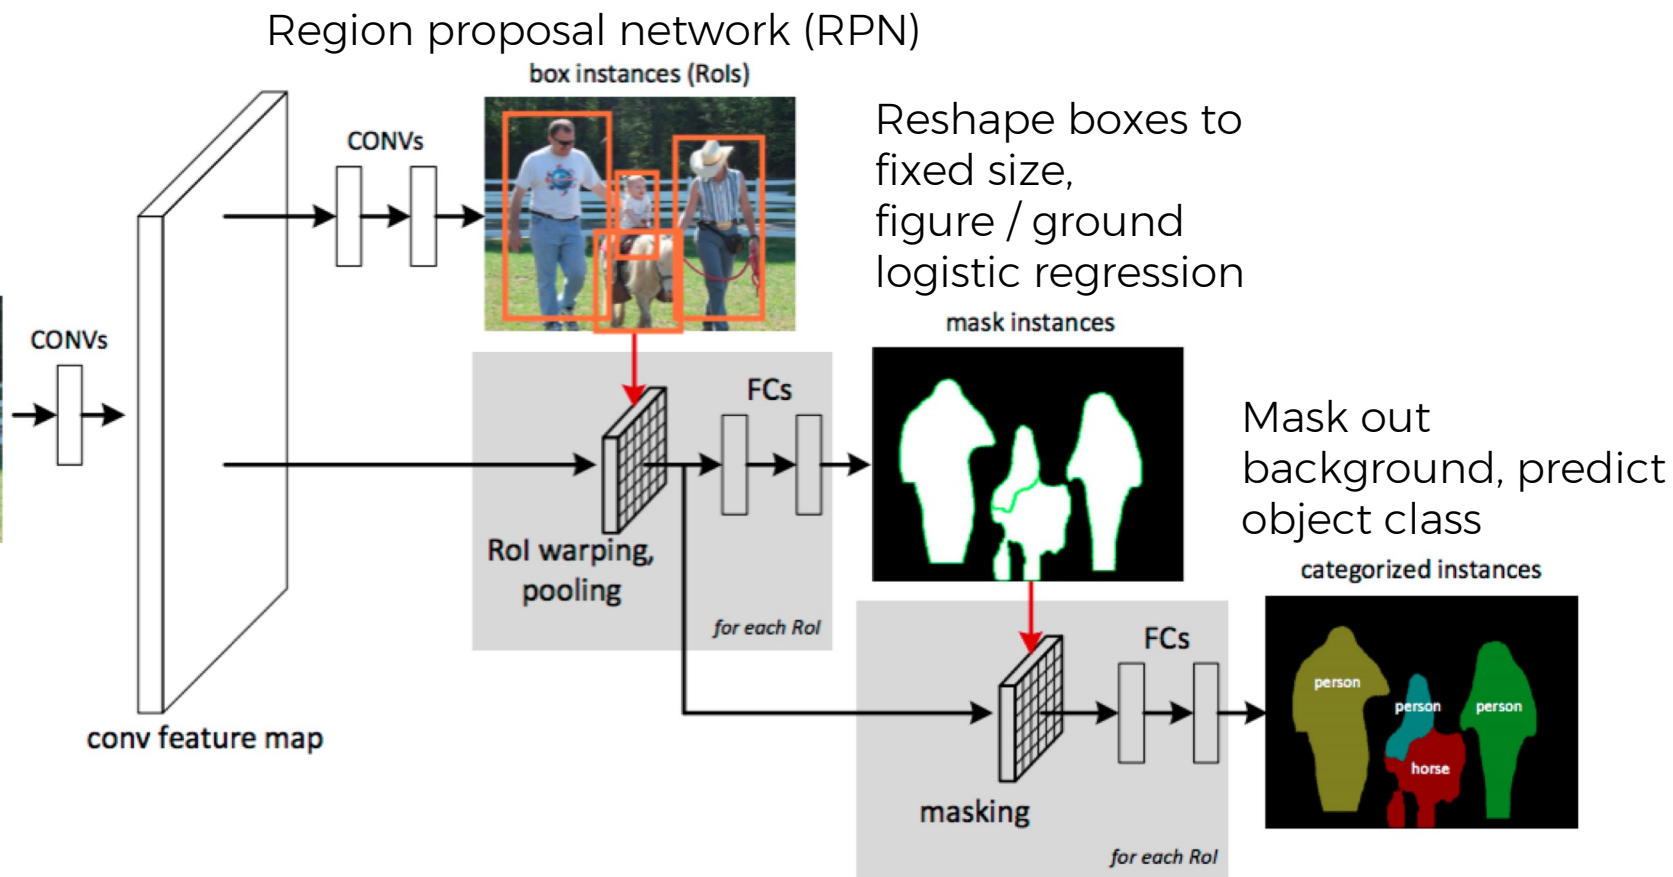 Region proposal network (RPN)
box instances (RoIs)
CONVs
Reshape boxes to
fixed size,
figure / ground
logistic regression
mask instances
CONVs
FCs
RoI warping,
pooling
for each RoI
conv feature map
Mask out
background, predict
object class
categorized instances
FCs
masking
for each RoI
person
person
person
horse